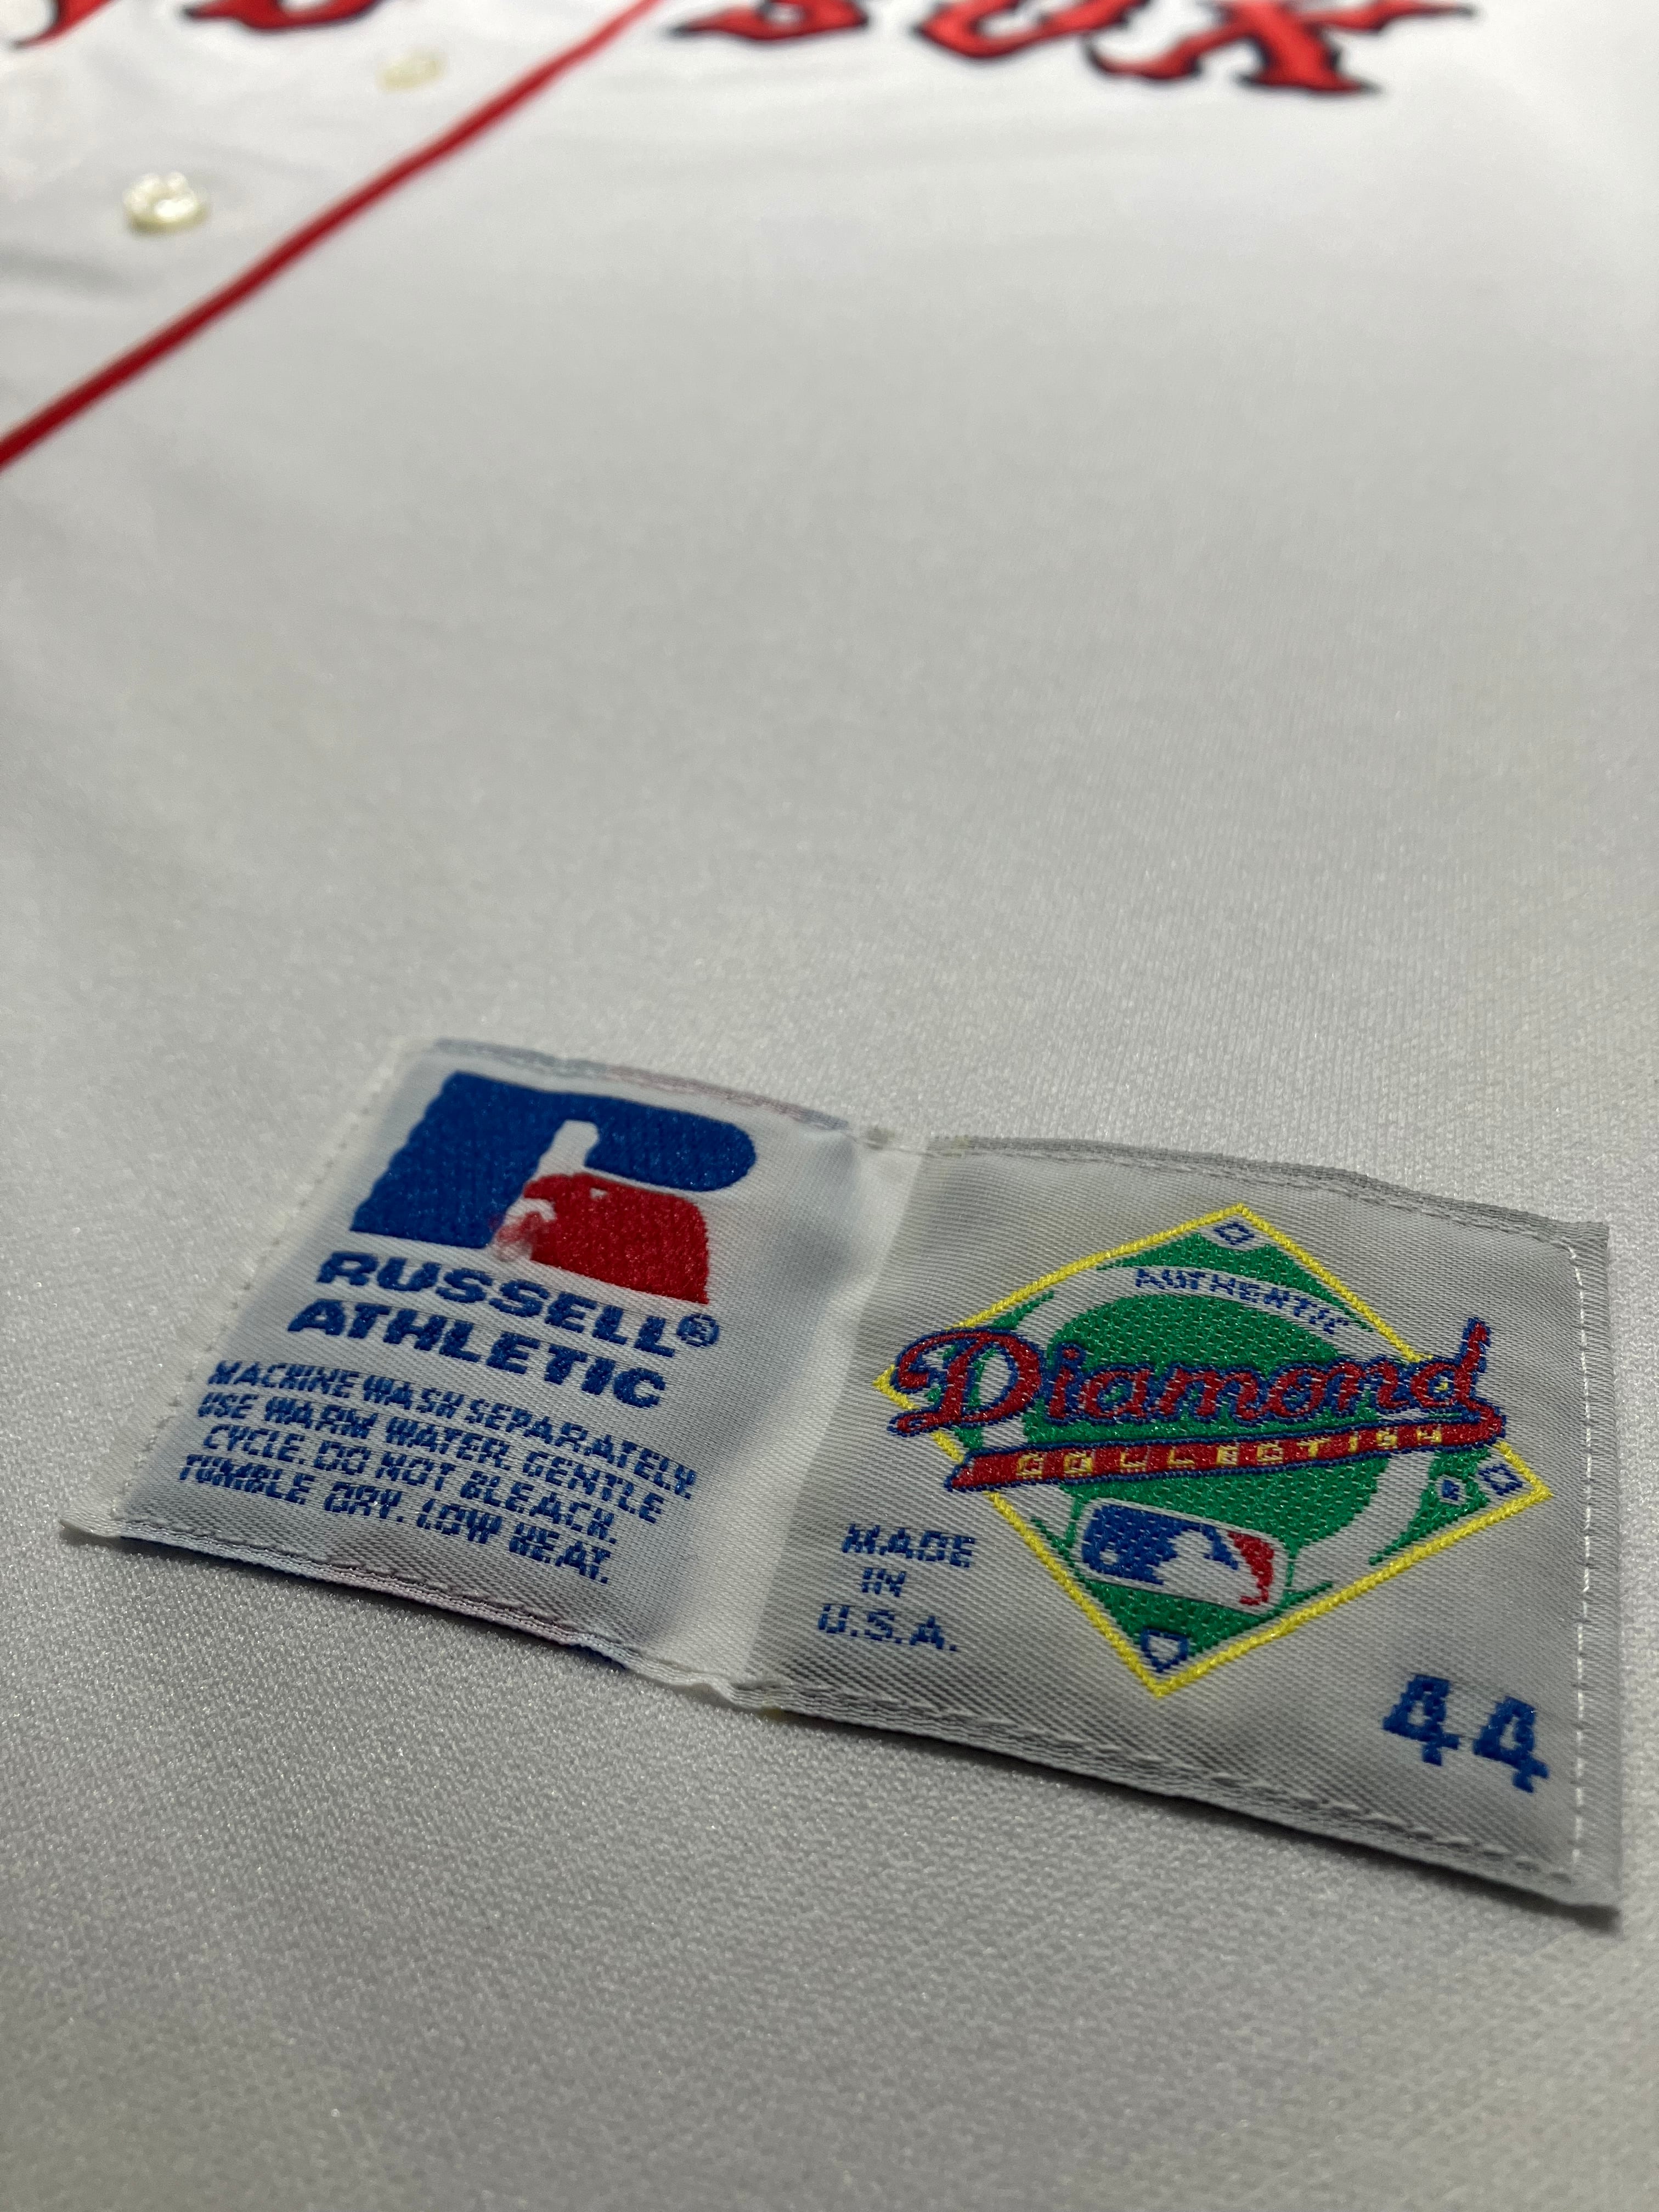 SOX
RUSSELL®
ATHLETIC
MACHINE WASH SEPARATELY
USE WARM WATER. GENTLE
CYCLE. DO NOT BLEACH.
TUMBLE DRY. LOW HEAT.
AUTHENTIC
Diamond
COLLECTION
MADE
IN
U.S.A.
44